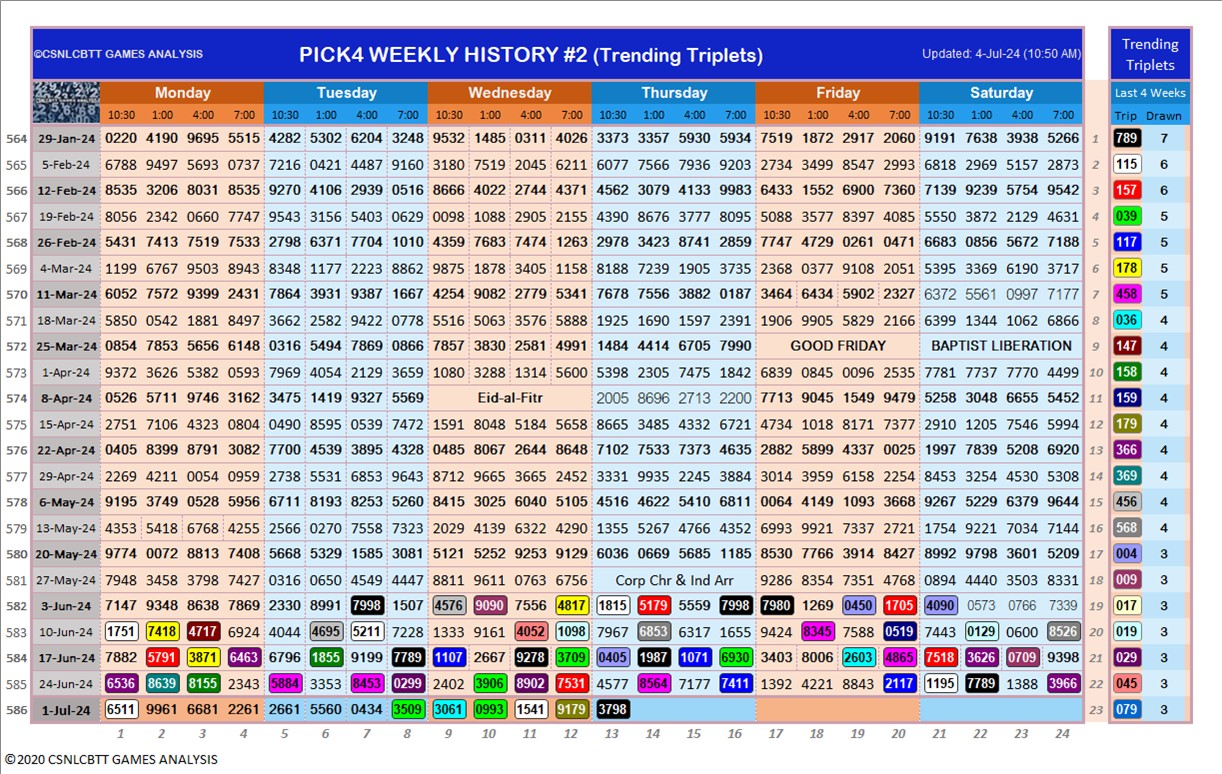 ©CSNLCBTT GAMES ANALYSIS PICK4 WEEKLY HISTORY #2 (Trending Triplets) Updated: 4-Jul-24 (10:50 AM) Trending Triplets
Monday Tuesday Wednesday Thursday Friday Saturday Last 4 Weeks
10:30 1:00 4:00 7:00 10:30 1:00 4:00 7:00 10:30 1:00 4:00 7:00 10:30 1:00 4:00 7:00 10:30 1:00 4:00 7:00 10:30 1:00 4:00 7:00 Trip Drawn
564 29-Jan-24 0220 4190 9695 5515 4282 5302 6204 3248 9532 1485 0311 4026 3373 3357 5930 5934 7519 1872 2917 2060 9191 7638 3938 5266 1 789 7
565 5-Feb-24 6788 9497 5693 0737 7216 0421 4487 9160 3180 7519 2045 6211 6077 7566 7936 9203 2734 3499 8547 2993 6818 2969 5157 2873 2 115 6
566 12-Feb-24 8535 3206 8031 8535 9270 4106 2939 0516 8666 4022 2744 4371 4562 3079 4133 9983 6433 1552 6900 7360 7139 9239 5754 9542 3 157 6
567 19-Feb-24 8056 2342 0660 7747 9543 3156 5403 0629 0098 1088 2905 2155 4390 8676 3777 8095 5088 3577 8397 4085 5550 3872 2129 4631 4 039 5
568 26-Feb-24 5431 7413 7519 7533 2798 6371 7704 1010 4359 7683 7474 1263 2978 3423 8741 2859 7747 4729 0261 0471 6683 0856 5672 7188 5 117 5
569 4-Mar-24 1199 6767 9503 8943 8348 1177 2223 8862 9875 1878 3405 1158 8188 7239 1905 3735 2368 0377 9108 2051 5395 3369 6190 3717 6 178 5
570 11-Mar-24 6052 7572 9399 2431 7864 3931 9387 1667 4254 9082 2779 5341 7678 7556 3882 0187 3464 6434 5902 2327 6372 5561 0997 7177 7 458 5
571 18-Mar-24 5850 0542 1881 8497 3662 2582 9422 0778 5516 5063 3576 5888 1925 1690 1597 2391 1906 9905 5829 2166 6399 1344 1062 6866 8 036 4
572 25-Mar-24 0854 7853 5656 6148 0316 5494 7869 0866 7857 3830 2581 4991 1484 4414 6705 7990 GOOD FRIDAY BAPTIST LIBERATION 9 147 4
573 1-Apr-24 9372 3626 5382 0593 7969 4054 2129 3659 1080 3288 1314 5600 5398 2305 7475 1842 6839 0845 0096 2535 7781 7737 7770 4499 10 158 4
574 8-Apr-24 0526 5711 9746 3162 3475 1419 9327 5569 Eid-al-Fitr 2005 8696 2713 2200 7713 9045 1549 9479 5258 3048 6655 5452 11 159 4
575 15-Apr-24 2751 7106 4323 0804 0490 8595 0539 7472 1591 8048 5184 5658 8665 3485 4332 6721 4734 1018 8171 7377 2910 1205 7546 5994 12 179 4
576 22-Apr-24 0405 8399 8791 3082 7700 4539 3895 4320 0485 8067 2644 8648 7102 7533 7373 4635 2882 5899 4337 0025 1997 7839 5208 6920 13 366 4
577 29-Apr-24 2269 4211 0054 0959 2738 5531 6853 9643 9712 9665 3665 2452 3331 9935 2245 3884 3014 3959 6158 2254 8453 3254 4530 5308 14 369 4
578 6-May-24 9195 3749 0528 5956 6711 8193 8253 5260 8415 3025 6040 5105 4516 4622 5410 6811 0064 4149 1093 3668 9267 5229 6379 9644 15 456 4
579 13-May-24 4353 5418 6768 4255 2566 0270 7558 7323 2029 4139 6322 4290 1355 5267 4766 4352 6993 9921 7337 2721 1754 9221 7034 7144 16 568 4
580 20-May-24 9774 0072 8813 7408 5668 5329 1585 3081 5121 5252 9253 9129 6036 0669 5685 1185 8530 7766 3914 8427 8992 9798 3601 5209 17 004 3
581 27-May-24 7948 3458 3798 7427 0316 0650 4549 4447 8811 9611 0763 6756 Corp Chr & Ind Arr 9286 8354 7351 4768 0894 4440 3503 8331 18 009 3
582 3-Jun-24 7147 9348 8638 7869 2330 8991 7998 1507 4576 9090 7556 4817 1815 5179 5559 7998 7980 1269 0450 1705 4090 0573 0766 7339 19 017 3
583 10-Jun-24 1751 7418 4717 6924 4044 4695 5211 7228 1333 9161 4052 1098 7967 6853 6317 1655 9424 8345 7588 0519 7443 0129 0600 8526 20 019 3
584 17-Jun-24 7882 5791 3871 6463 6796 1855 9199 7789 1107 2667 9278 3709 0405 1987 1071 6930 3403 8006 2603 4865 7518 3626 0709 9398 21 029 3
585 24-Jun-24 6536 8639 8155 2343 5884 3353 8453 0299 2402 3906 8902 7531 4577 8564 7177 7411 1392 4221 8843 2117 1195 7789 1388 3966 22 045 3
586 1-Jul-24 6511 9961 6681 2261 2661 5560 0434 3509 3061 0993 1541 9179 3798 23 079 3
1 2 3 4 5 6 7 8 9 10 11 12 13 14 15 16 17 18 19 20 21 22 23 24
©2020 CSNLCBTT GAMES ANALYSIS